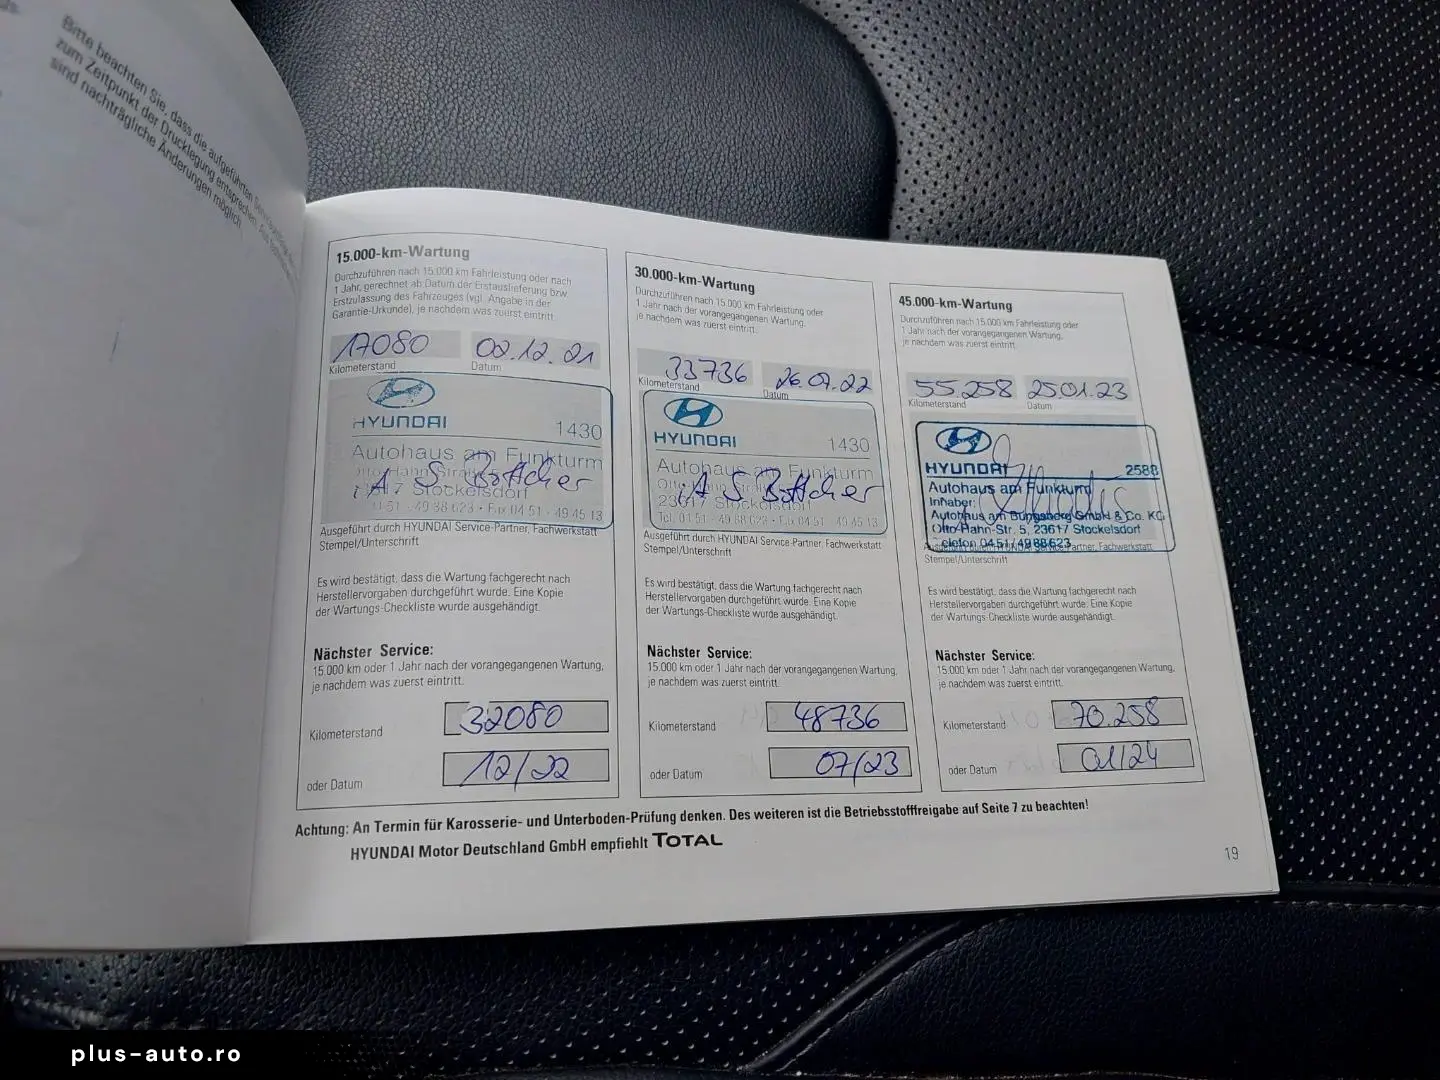 Bitte beachten Sie, dass die aufgeführten
zum Zeitpunkt der Drucklegung entsprechen.
sind nachträgliche Änderungen möglich
15.000-km-Wartung
Durchzuführen nach 15.000 km Fahrleistung oder nach
1 Jahr, gerechnet ab Datum der Erstauslieferung bzw.
Erstzulassung des Fahrzeuges (vgl. Angabe in der
Garantie-Urkunde), je nachdem was zuerst eintritt.
17080 02.12.21
Kilometerstand Datum
HYUNDAI 1430
Autohaus am Funkturm
Stockelsdorf
A S Böttcher
Ausgeführt durch HYUNDAI Service-Partner, Fachwerkstatt
Stempel/Unterschrift
Es wird bestätigt, dass die Wartung fachgerecht nach
Herstellervorgaben durchgeführt wurde. Eine Kopie
der Wartungs-Checkliste wurde ausgehändigt.
Nächster Service:
15.000 km oder 1 Jahr nach der vorangegangenen Wartung,
je nachdem was zuerst eintritt.
Kilometerstand 32080
oder Datum 12/22
30.000-km-Wartung
Durchzuführen nach 15.000 km Fahrleistung oder
1 Jahr nach der vorangegangenen Wartung,
je nachdem was zuerst eintritt.
33736 26.07.22
Kilometerstand Datum
HYUNDAI 1430
Autohaus am Funkturm
23617 Stockelsdorf
iA S Böttcher
Ausgeführt durch HYUNDAI Service-Partner, Fachwerkstatt
Stempel/Unterschrift
Es wird bestätigt, dass die Wartung fachgerecht nach
Herstellervorgaben durchgeführt wurde. Eine Kopie
der Wartungs-Checkliste wurde ausgehändigt.
Nächster Service:
15.000 km oder 1 Jahr nach der vorangegangenen Wartung,
je nachdem was zuerst eintritt.
Kilometerstand 48736
oder Datum 07/23
45.000-km-Wartung
Durchzuführen nach 15.000 km Fahrleistung oder
1 Jahr nach der vorangegangenen Wartung,
je nachdem was zuerst eintritt.
55.258 25.01.23
Kilometerstand Datum
HYUNDAI 2588
Autohaus am Funkturm
Inhaber:
Autohaus am Bungsberg GmbH & Co. KG
Otto-Hahn-Str. 5, 23617 Stockelsdorf
Telefon 0451/4988623
Partner, Fachwerkstatt
Stempel/Unterschrift
Es wird bestätigt, dass die Wartung fachgerecht nach
Herstellervorgaben durchgeführt wurde. Eine Kopie
der Wartungs-Checkliste wurde ausgehändigt.
Nächster Service:
15.000 km oder 1 Jahr nach der vorangegangenen Wartung,
je nachdem was zuerst eintritt.
Kilometerstand 70.258
oder Datum 01/24
Achtung: An Termin für Karosserie- und Unterboden-Prüfung denken. Des weiteren ist die Betriebsstofffreigabe auf Seite 7 zu beachten!
HYUNDAI Motor Deutschland GmbH empfiehlt TOTAL
19
plus-auto.ro